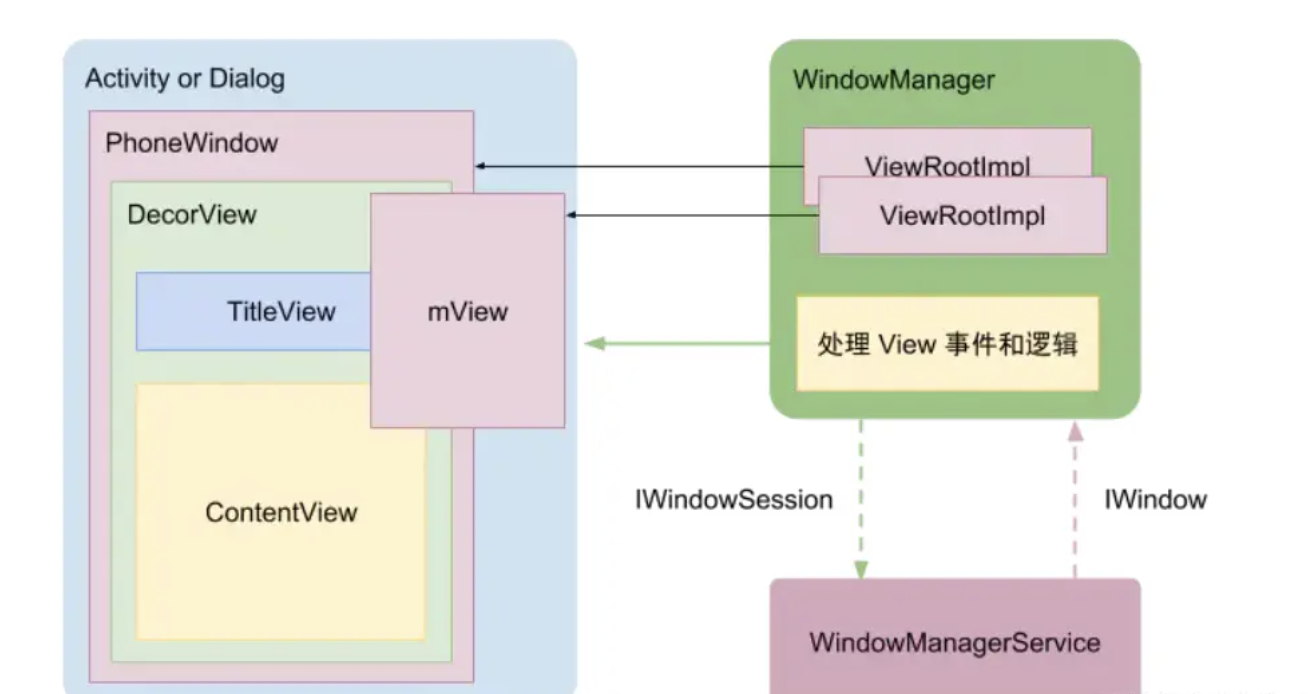 Activity or Dialog
PhoneWindow
DecorView
TitleView
mView
ContentView
WindowManager
ViewRootImpl
ViewRootImpl
处理 View 事件和逻辑
IWindowSession
IWindow
WindowManagerService